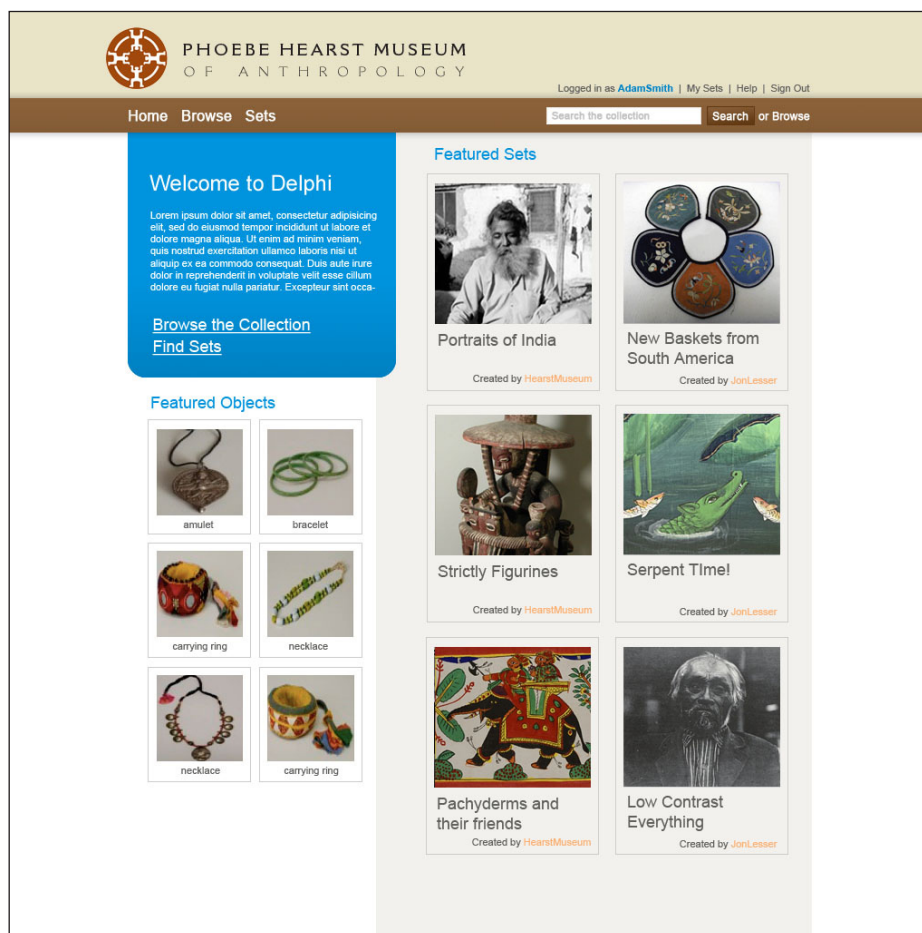 PHOEBE HEARST MUSEUM
OF ANTHROPOLOGY
Logged in as AdamSmith | My Sets | Help | Sign Out
Home Browse Sets
Search the collection Search or Browse
Welcome to Delphi
Lorem ipsum dolor sit amet, consectetur adipisicing
elit, sed do eiusmod tempor incididunt ut labore et
dolore magna aliqua. Ut enim ad minim veniam,
quis nostrud exercitation ullamco laboris nisi ut
aliquip ex ea commodo consequat. Duis aute irure
dolor in reprehenderit in voluptate velit esse cillum
dolore eu fugiat nulla pariatur. Excepteur sint occa-
Browse the Collection
Find Sets
Featured Objects
amulet
bracelet
carrying ring
necklace
necklace
carrying ring
Featured Sets
Portraits of India
Created by HearstMuseum
New Baskets from
South America
Created by JonLesser
Strictly Figurines
Created by HearstMuseum
Serpent TIme!
Created by JonLesser
Pachyderms and
their friends
Created by HearstMuseum
Low Contrast
Everything
Created by JonLesser